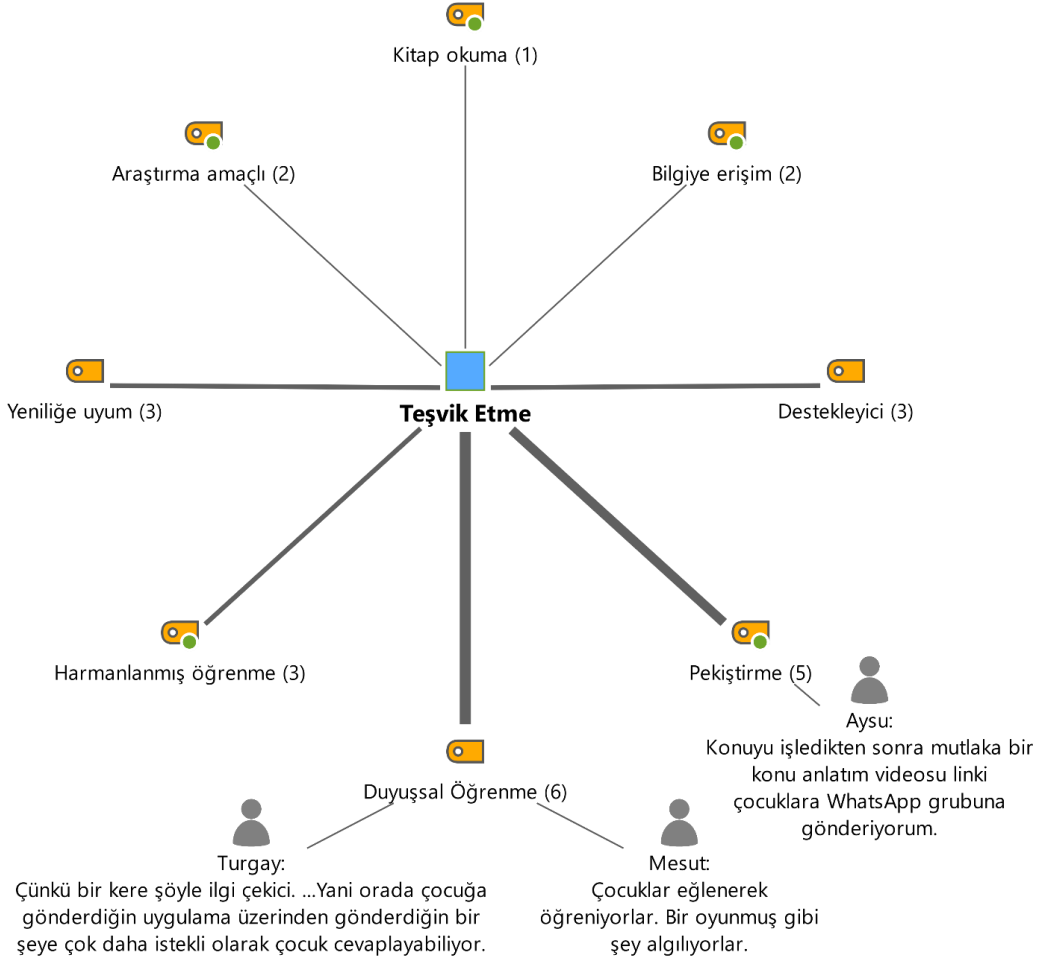 Kitap okuma (1)
Araştırma amaçlı (2)
Bilgiye erişim (2)
Yeniliğe uyum (3)
Teşvik Etme
Destekleyici (3)
Harmanlanmış öğrenme (3)
Pekiştirme (5)
Aysu:
Konuyu işledikten sonra mutlaka bir
konu anlatım videosu linki
çocuklara WhatsApp grubuna
gönderiyorum.
Duyuşsal Öğrenme (6)
Turgay:
Çünkü bir kere şöyle ilgi çekici. ...Yani orada çocuğa
gönderdiğin uygulama üzerinden gönderdiğin bir
şeye çok daha istekli olarak çocuk cevaplayabiliyor.
Mesut:
Çocuklar eğlenerek
öğreniyorlar. Bir oyunmuş gibi
şey algılıyorlar.